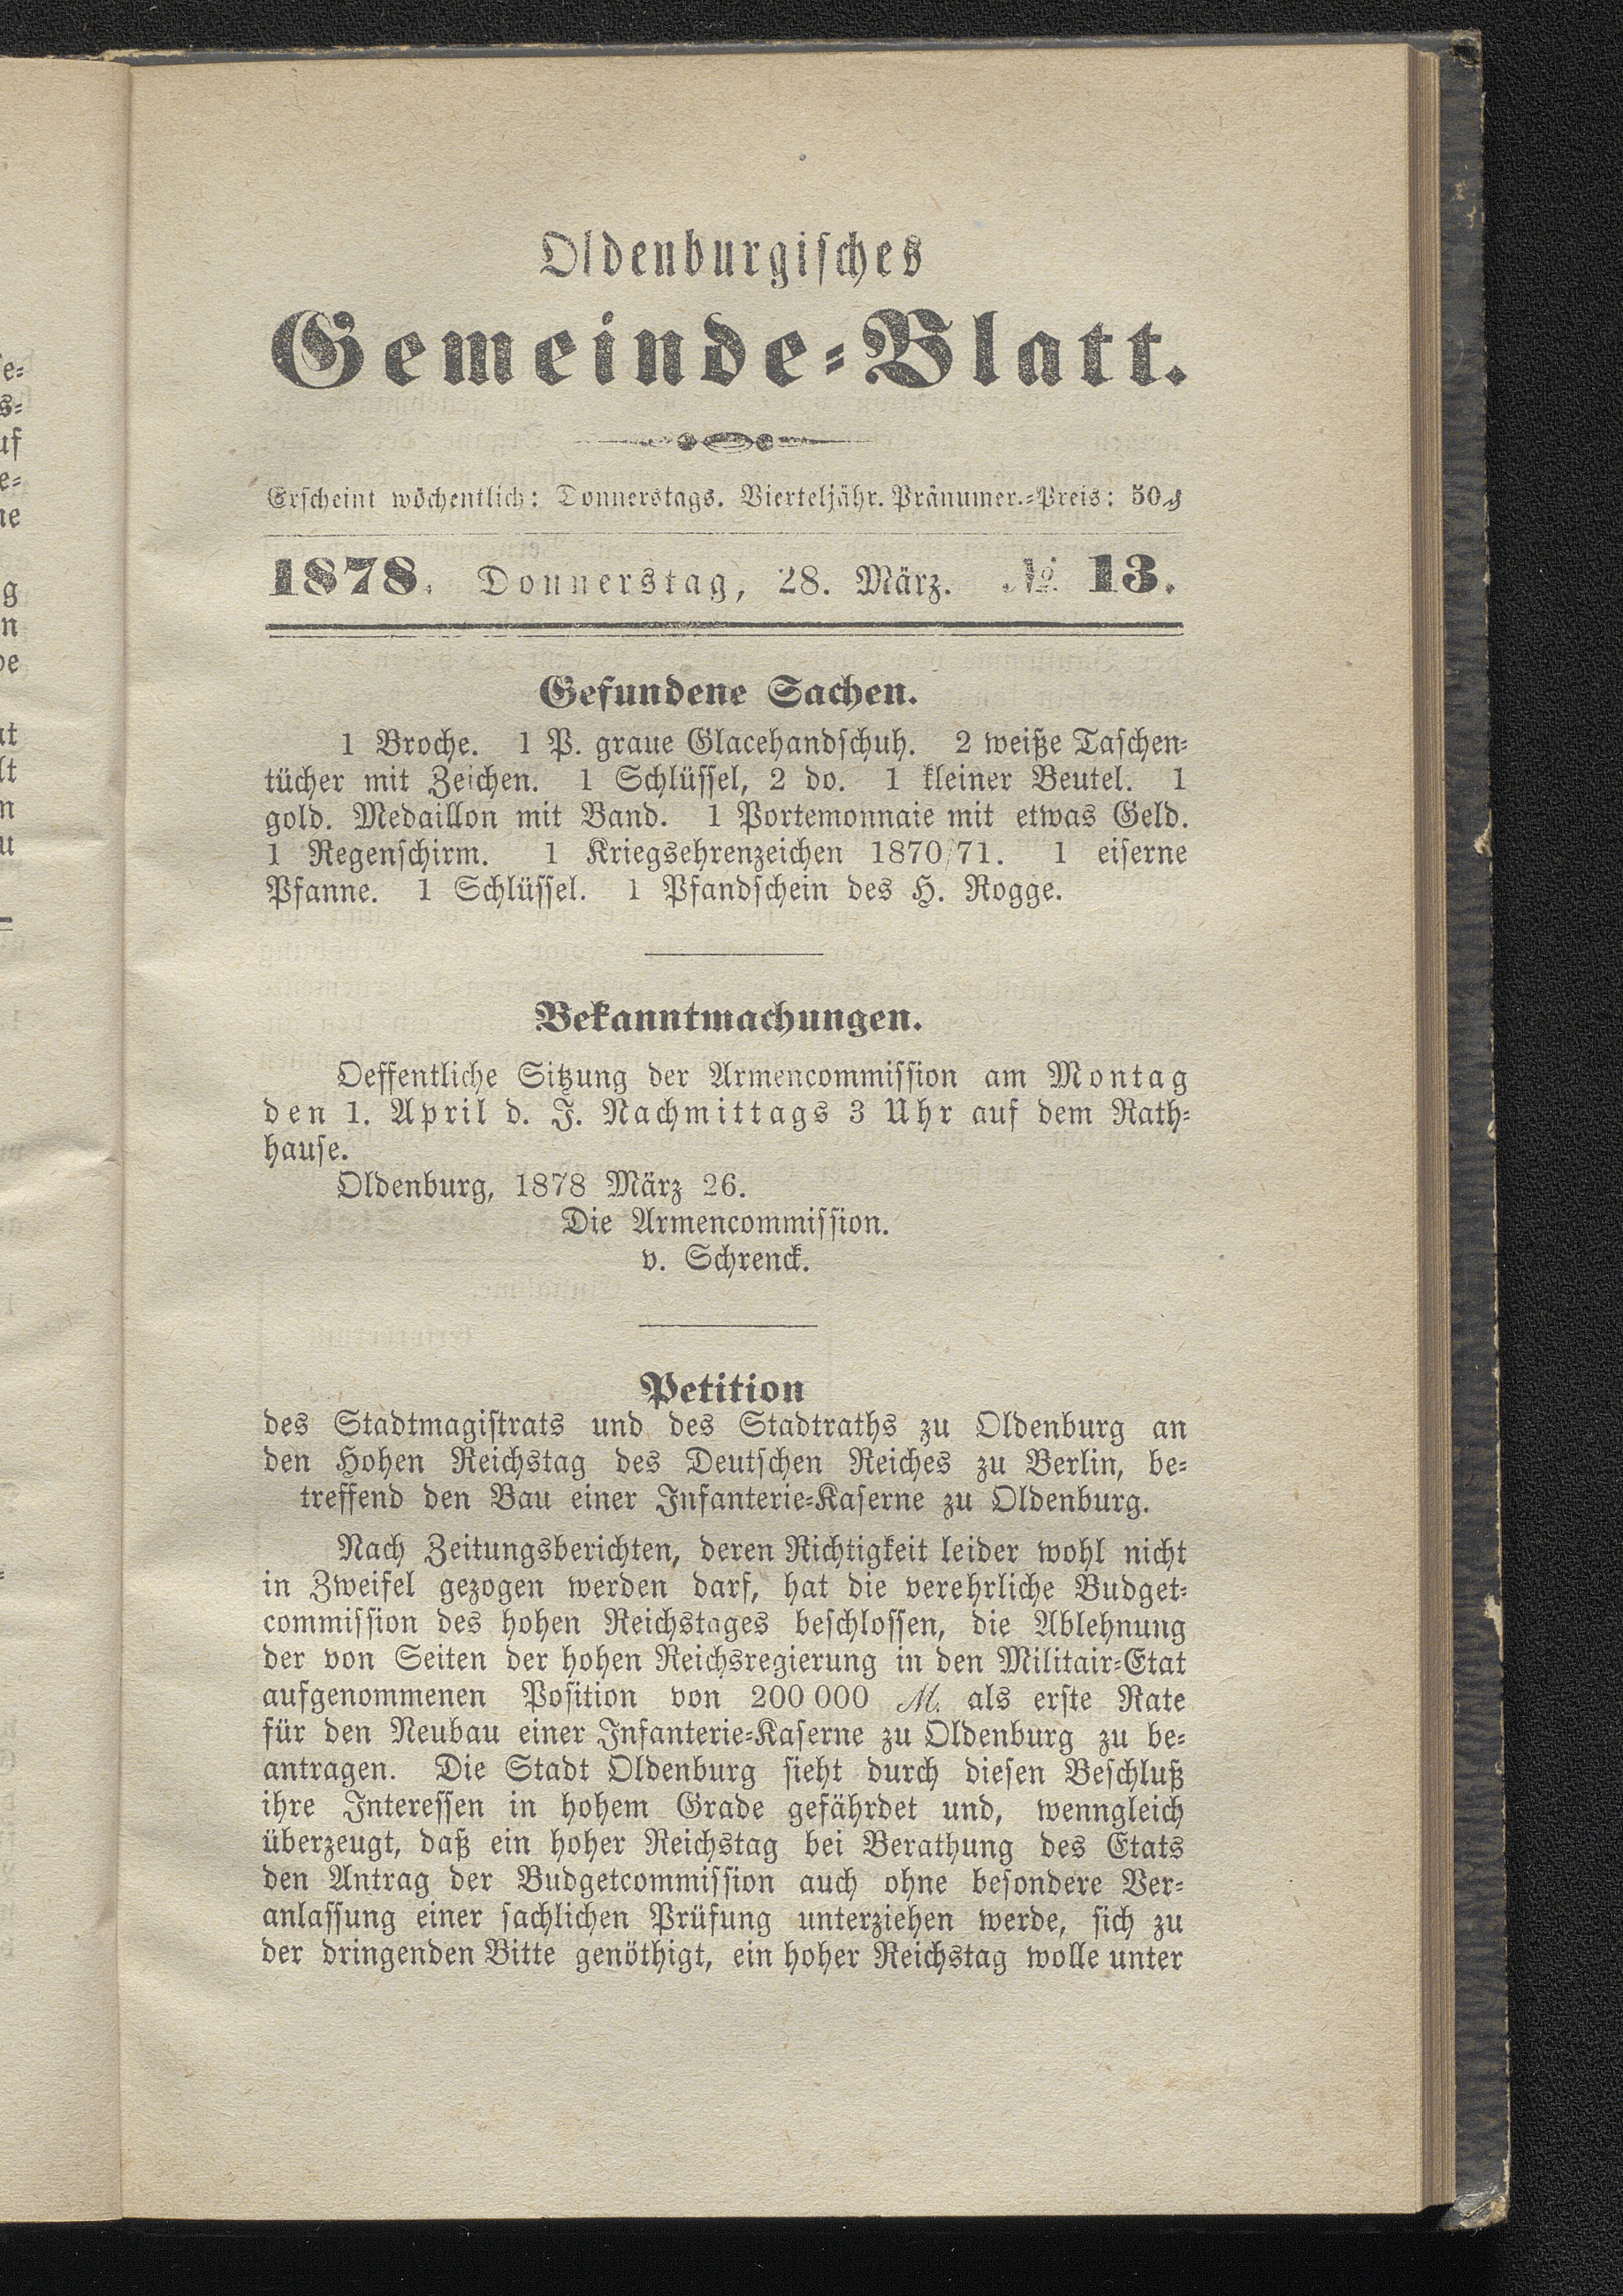 Oldenburgisches
Gemeinde-Blatt.
Erscheint wöchentlich: Donnerstags. Vierteljähr. Pränumer.-Preis: 50 ₰
1878. Donnerstag, 28. März. № 13.
Gefundene Sachen.
1 Broche. 1 P. graue Glacehandschuh. 2 weiße Taschen-
tücher mit Zeichen. 1 Schlüssel, 2 do. 1 kleiner Beutel. 1
gold. Medaillon mit Band. 1 Portemonnaie mit etwas Geld.
1 Regenschirm. 1 Kriegsehrenzeichen 1870/71. 1 eiserne
Pfanne. 1 Schlüssel. 1 Pfandschein des H. Rogge.
Bekanntmachungen.
Oeffentliche Sitzung der Armencommission am Montag
den 1. April d. J. Nachmittags 3 Uhr auf dem Rath-
hause.
Oldenburg, 1878 März 26.
Die Armencommission.
v. Schrenck.
Petition
des Stadtmagistrats und des Stadtraths zu Oldenburg an
den Hohen Reichstag des Deutschen Reiches zu Berlin, be-
treffend den Bau einer Infanterie-Kaserne zu Oldenburg.
Nach Zeitungsberichten, deren Richtigkeit leider wohl nicht
in Zweifel gezogen werden darf, hat die verehrliche Budget-
commission des hohen Reichstages beschlossen, die Ablehnung
der von Seiten der hohen Reichsregierung in den Militair-Etat
aufgenommenen Position von 200 000 M. als erste Rate
für den Neubau einer Infanterie-Kaserne zu Oldenburg zu be-
antragen. Die Stadt Oldenburg sieht durch diesen Beschluß
ihre Interessen in hohem Grade gefährdet und, wenngleich
überzeugt, daß ein hoher Reichstag bei Berathung des Etats
den Antrag der Budgetcommission auch ohne besondere Ver-
anlassung einer sachlichen Prüfung unterziehen werde, sich zu
der dringenden Bitte genöthigt, ein hoher Reichstag wolle unter